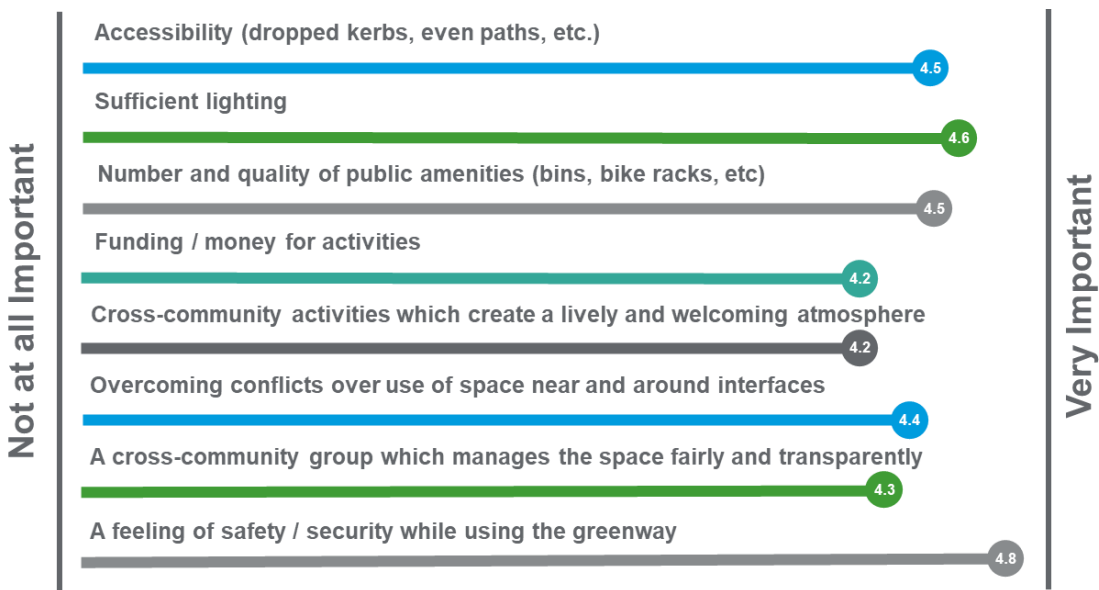 Not at all Important
Accessibility (dropped kerbs, even paths, etc.)
4.5
Sufficient lighting
4.6
Number and quality of public amenities (bins, bike racks, etc)
4.5
Funding / money for activities
4.2
Cross-community activities which create a lively and welcoming atmosphere
4.2
Overcoming conflicts over use of space near and around interfaces
4.4
A cross-community group which manages the space fairly and transparently
4.3
A feeling of safety / security while using the greenway
4.8
Very Important